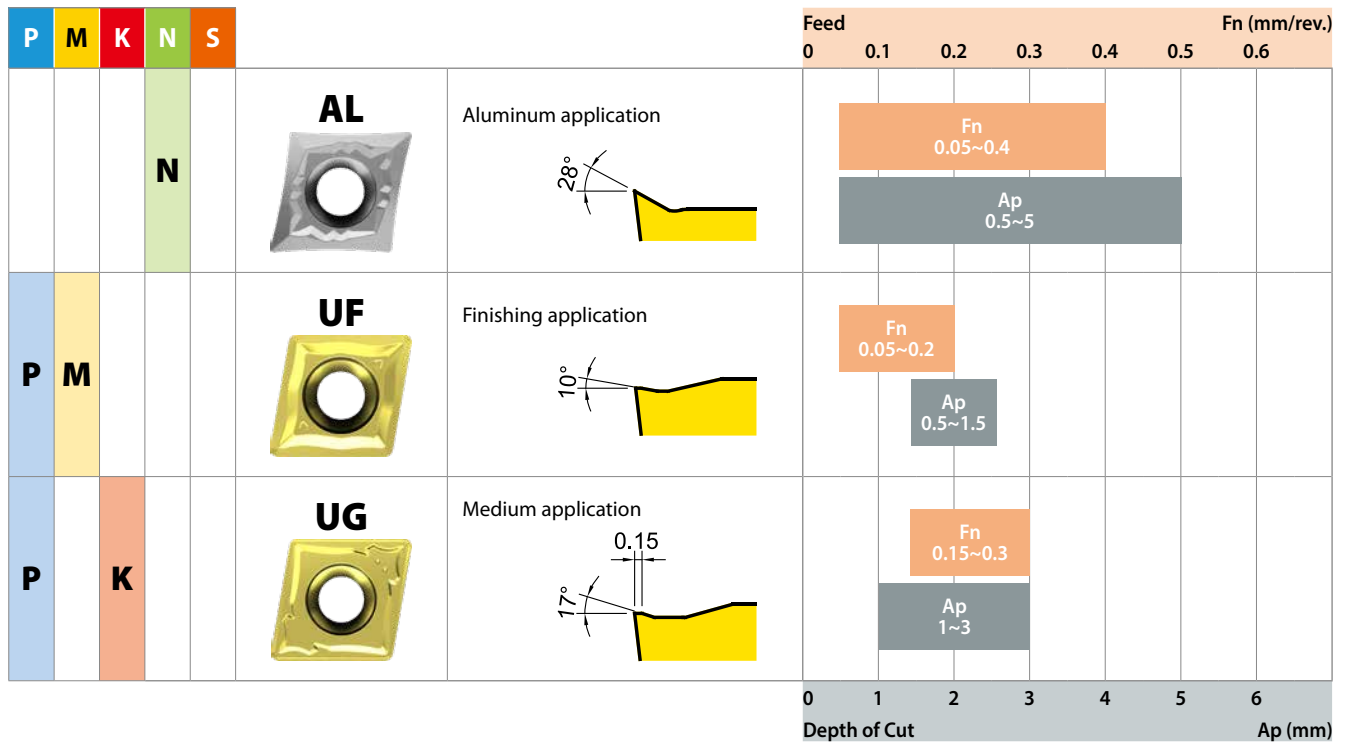 P M K N S
Feed Fn (mm/rev.)
0 0.1 0.2 0.3 0.4 0.5 0.6
N
AL
Aluminum application
28°
Fn
0.05~0.4
Ap
0.5~5
P M
UF
Finishing application
10°
Fn
0.05~0.2
Ap
0.5~1.5
P K
UG
Medium application
0.15
17°
Fn
0.15~0.3
Ap
1~3
0 1 2 3 4 5 6
Depth of Cut Ap (mm)